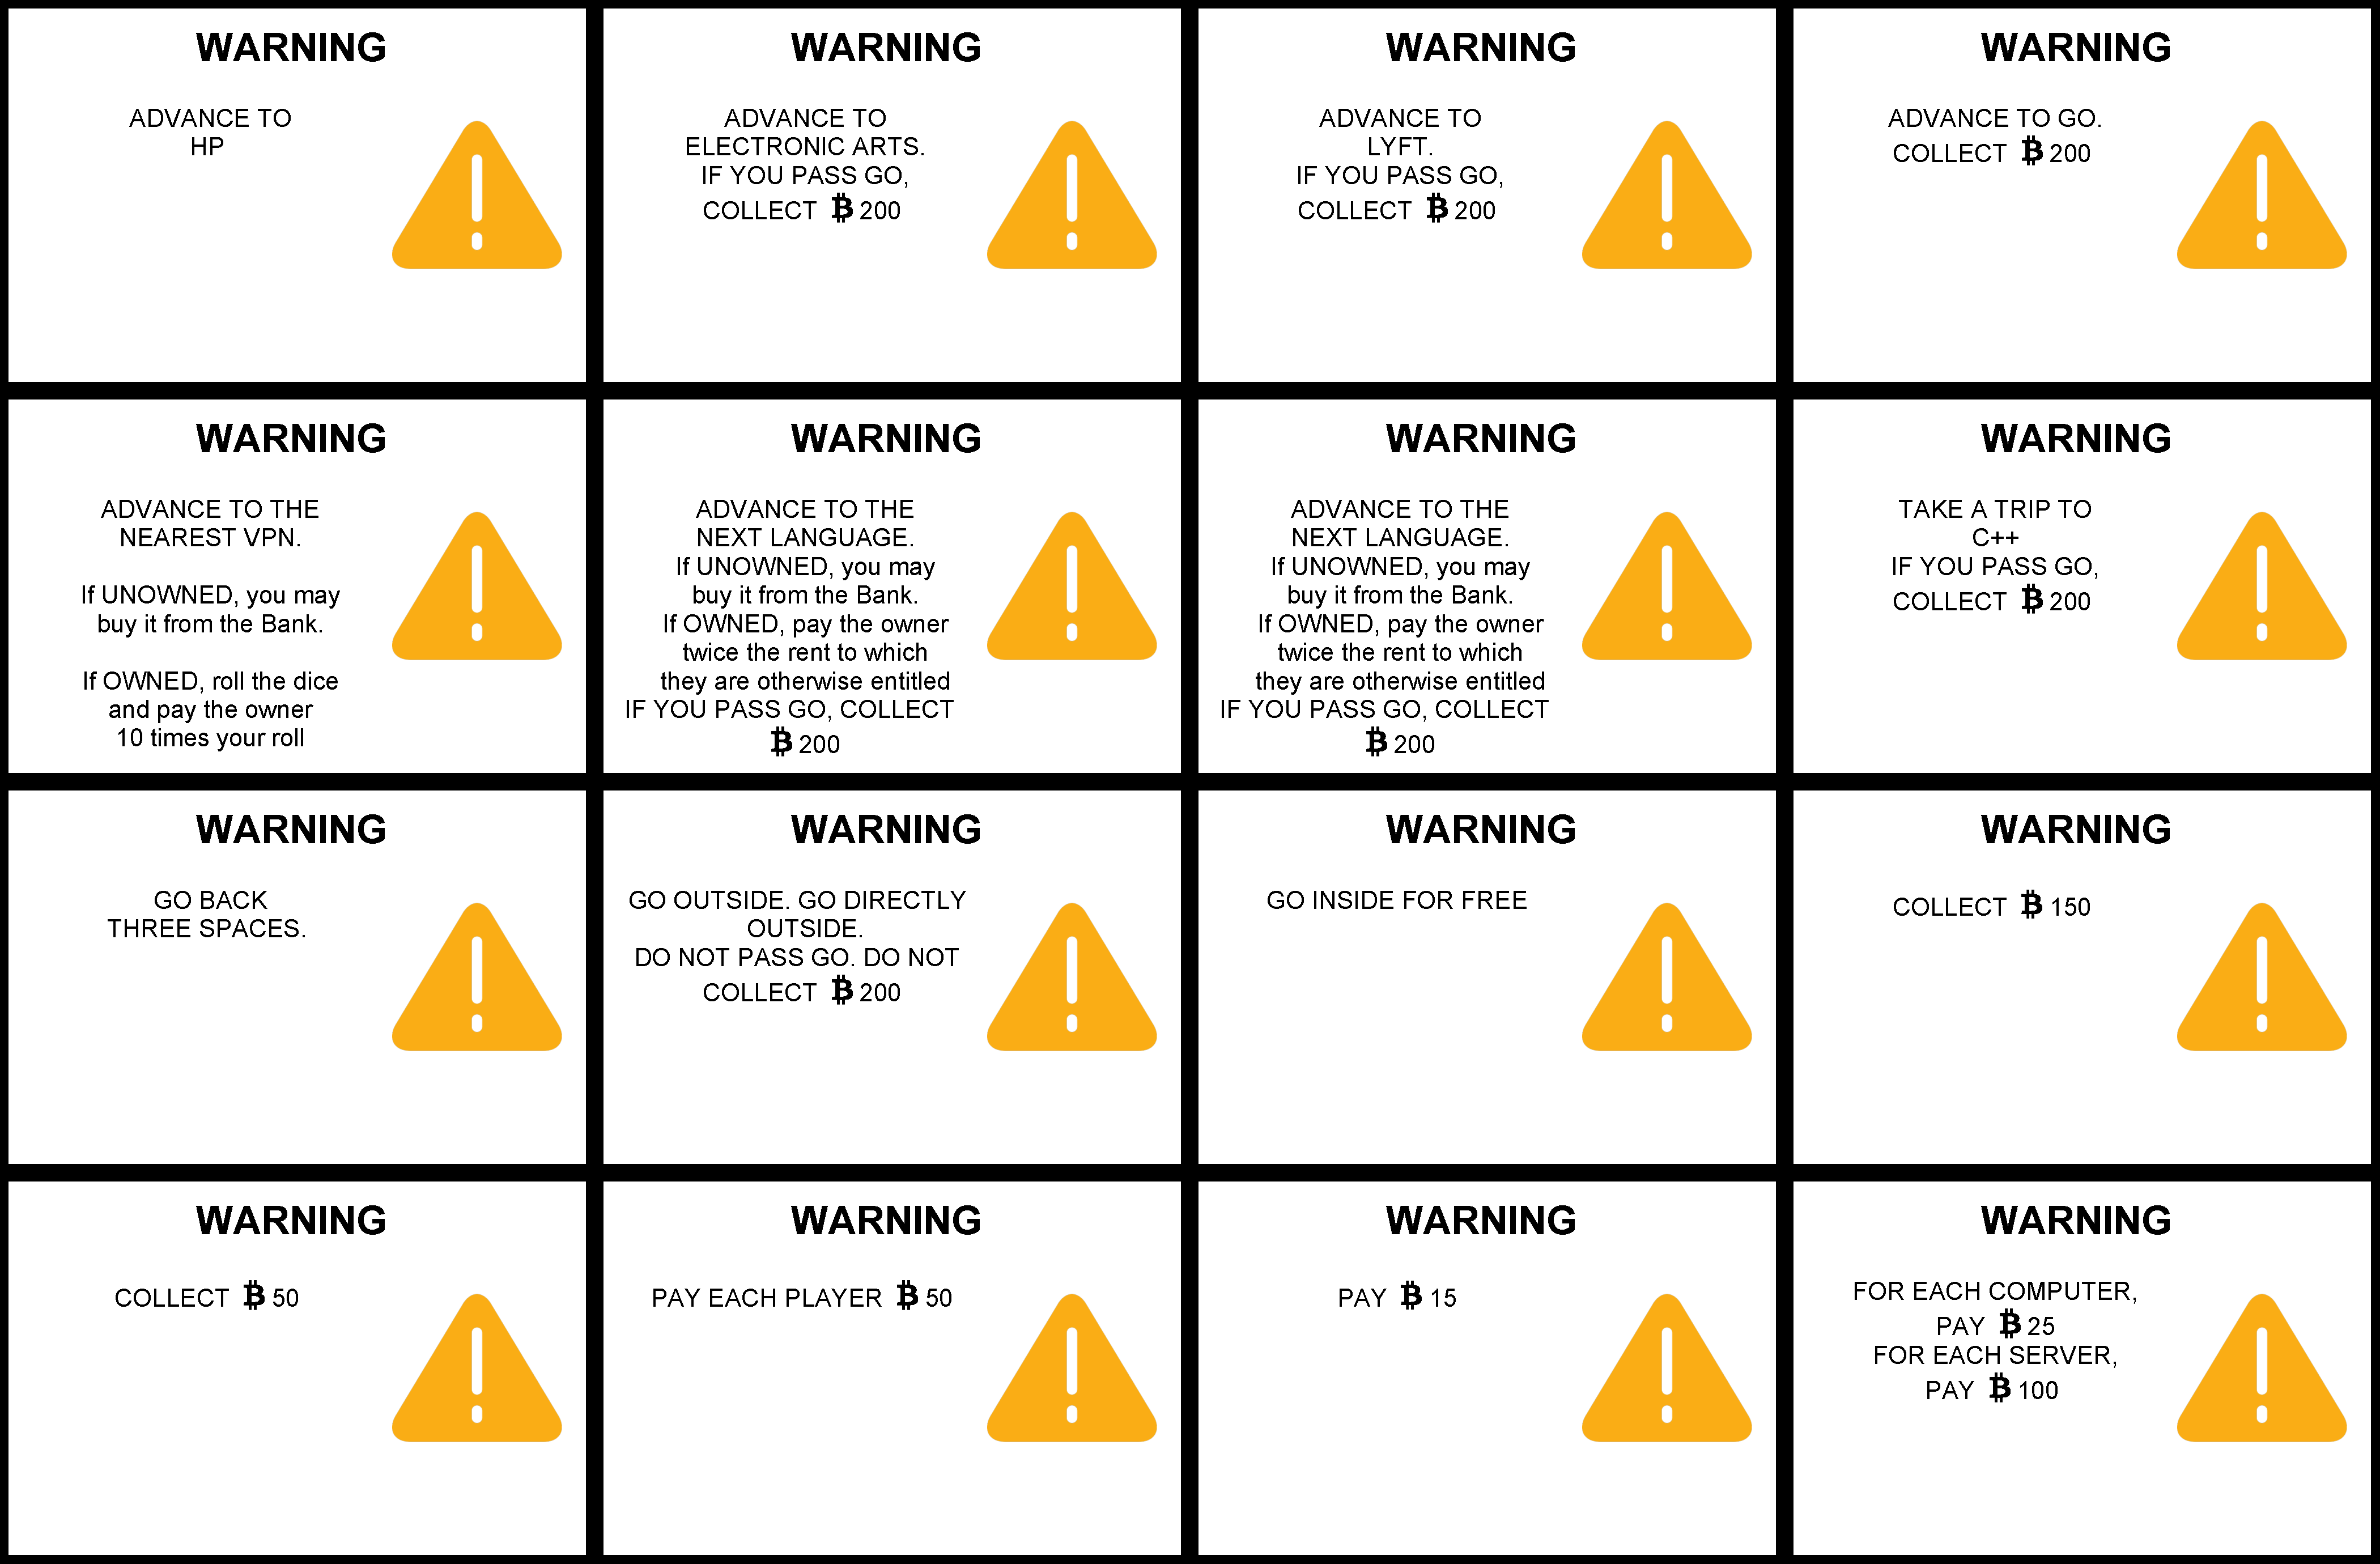 WARNING
ADVANCE TO
HP
WARNING
ADVANCE TO
ELECTRONIC ARTS.
IF YOU PASS GO,
COLLECT ₿ 200
WARNING
ADVANCE TO
LYFT.
IF YOU PASS GO,
COLLECT ₿ 200
WARNING
ADVANCE TO GO.
COLLECT ₿ 200
WARNING
ADVANCE TO THE
NEAREST VPN.
If UNOWNED, you may
buy it from the Bank.
If OWNED, roll the dice
and pay the owner
10 times your roll
WARNING
ADVANCE TO THE
NEXT LANGUAGE.
If UNOWNED, you may
buy it from the Bank.
If OWNED, pay the owner
twice the rent to which
they are otherwise entitled
IF YOU PASS GO, COLLECT
₿ 200
WARNING
ADVANCE TO THE
NEXT LANGUAGE.
If UNOWNED, you may
buy it from the Bank.
If OWNED, pay the owner
twice the rent to which
they are otherwise entitled
IF YOU PASS GO, COLLECT
₿ 200
WARNING
TAKE A TRIP TO
C++
IF YOU PASS GO,
COLLECT ₿ 200
WARNING
GO BACK
THREE SPACES.
WARNING
GO OUTSIDE. GO DIRECTLY
OUTSIDE.
DO NOT PASS GO. DO NOT
COLLECT ₿ 200
WARNING
GO INSIDE FOR FREE
WARNING
COLLECT ₿ 150
WARNING
COLLECT ₿ 50
WARNING
PAY EACH PLAYER ₿ 50
WARNING
PAY ₿ 15
WARNING
FOR EACH COMPUTER,
PAY ₿ 25
FOR EACH SERVER,
PAY ₿ 100